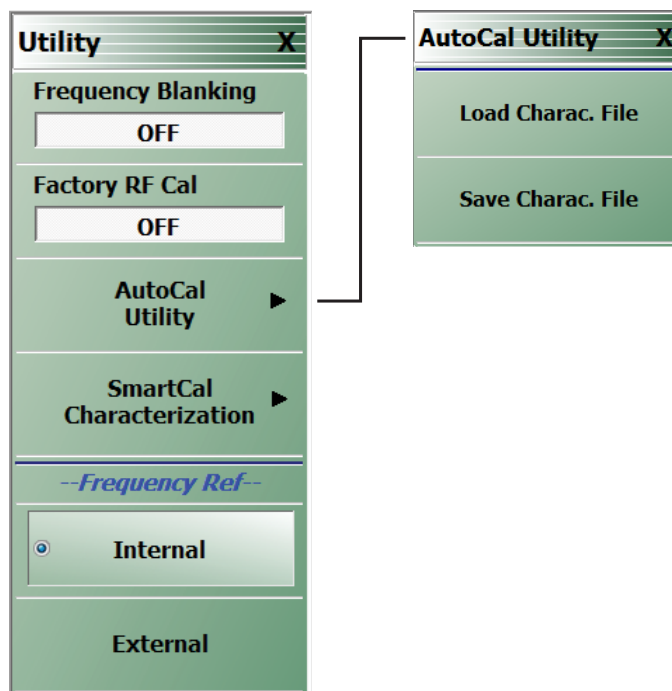 Utility X
Frequency Blanking
OFF
Factory RF Cal
OFF
AutoCal
Utility
SmartCal
Characterization
--Frequency Ref--
Internal
External
AutoCal Utility X
Load Charac. File
Save Charac. File